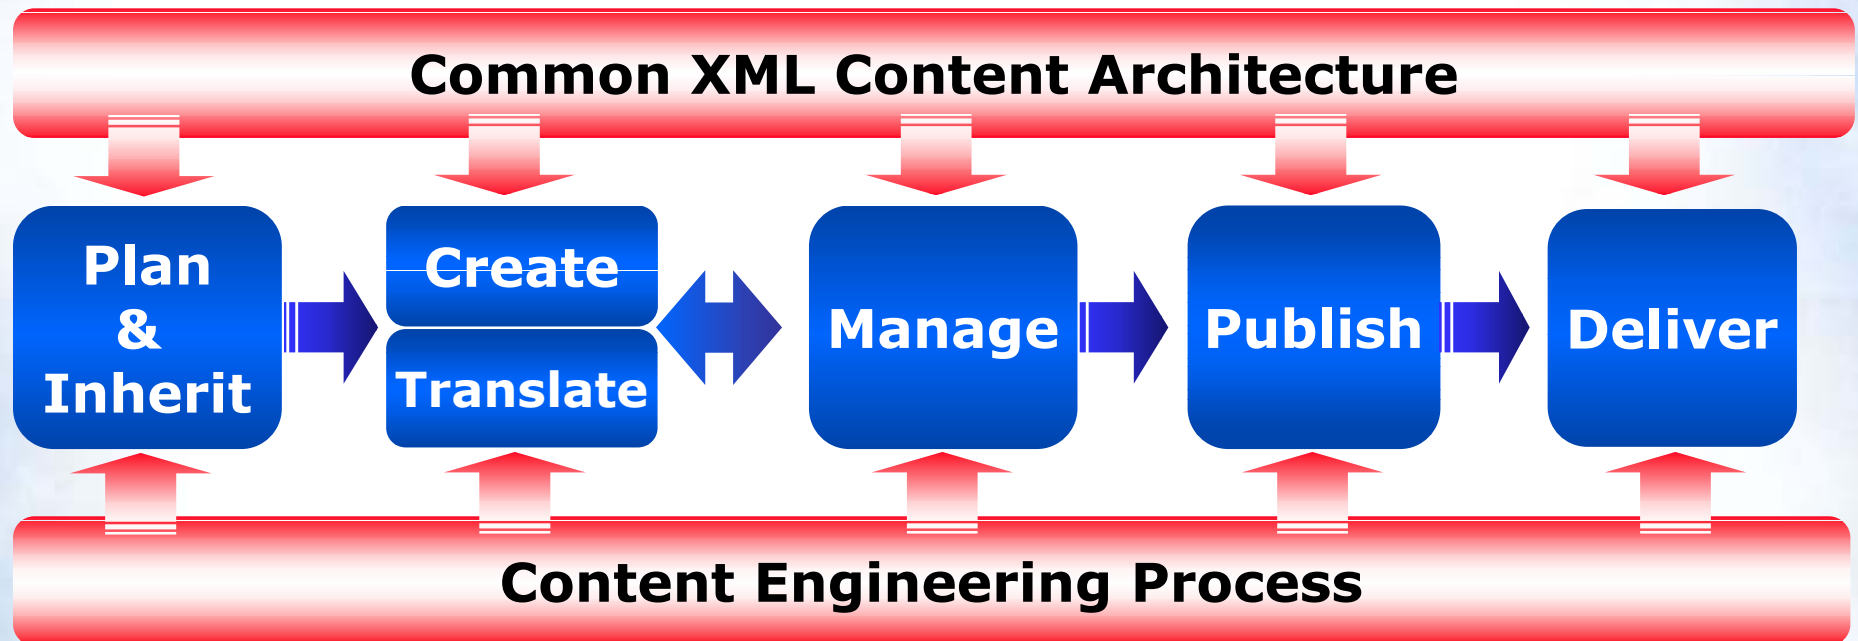 Common XML Content Architecture
Plan
&
Inherit
Create
Translate
Manage
Publish
Deliver
Content Engineering Process